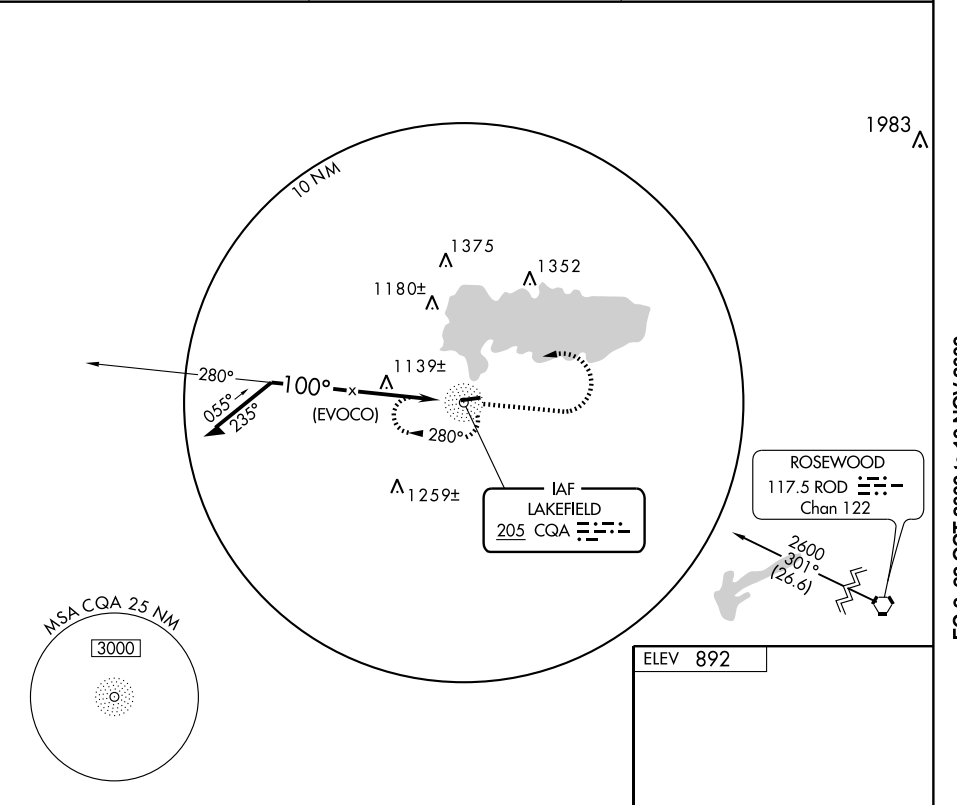 1983
10 NM
1375
1352
1180±
1139±
280°
100°
x
055°
235°
(EVOCO)
280°
1259±
IAF
LAKEFIELD
205 CQA
ROSEWOOD
117.5 ROD
Chan 122
2600
301°
(26.6)
MSA CQA 25 NM
3000
ELEV 892